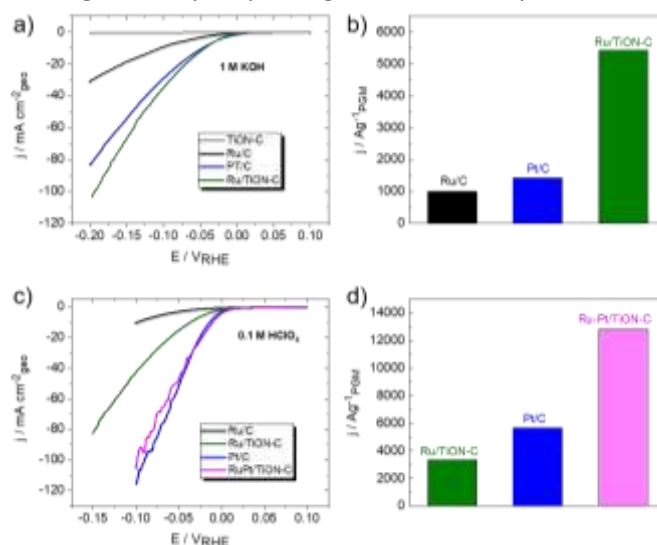 a)
j / mA cm⁻²geo
0
-20
-40
-60
-80
-100
-120
-0.20 -0.15 -0.10 -0.05 0.00 0.05 0.10
E / VRHE
1 M KOH
TiON-C
Ru/C
PT/C
Ru/TiON-C
b)
j / Ag⁻¹PGM
6000
5000
4000
3000
2000
1000
0
Ru/C
Pt/C
Ru/TiON-C
c)
j / mA cm⁻²geo
0
-20
-40
-60
-80
-100
-120
-0.15 -0.10 -0.05 0.00 0.05 0.10
E / VRHE
0.1 M HClO₄
Ru/C
Ru/TiON-C
Pt/C
RuPt/TiON-C
d)
j / Ag⁻¹PGM
14000
12000
10000
8000
6000
4000
2000
0
Ru/TiON-C
Pt/C
Ru-Pt/TiON-C